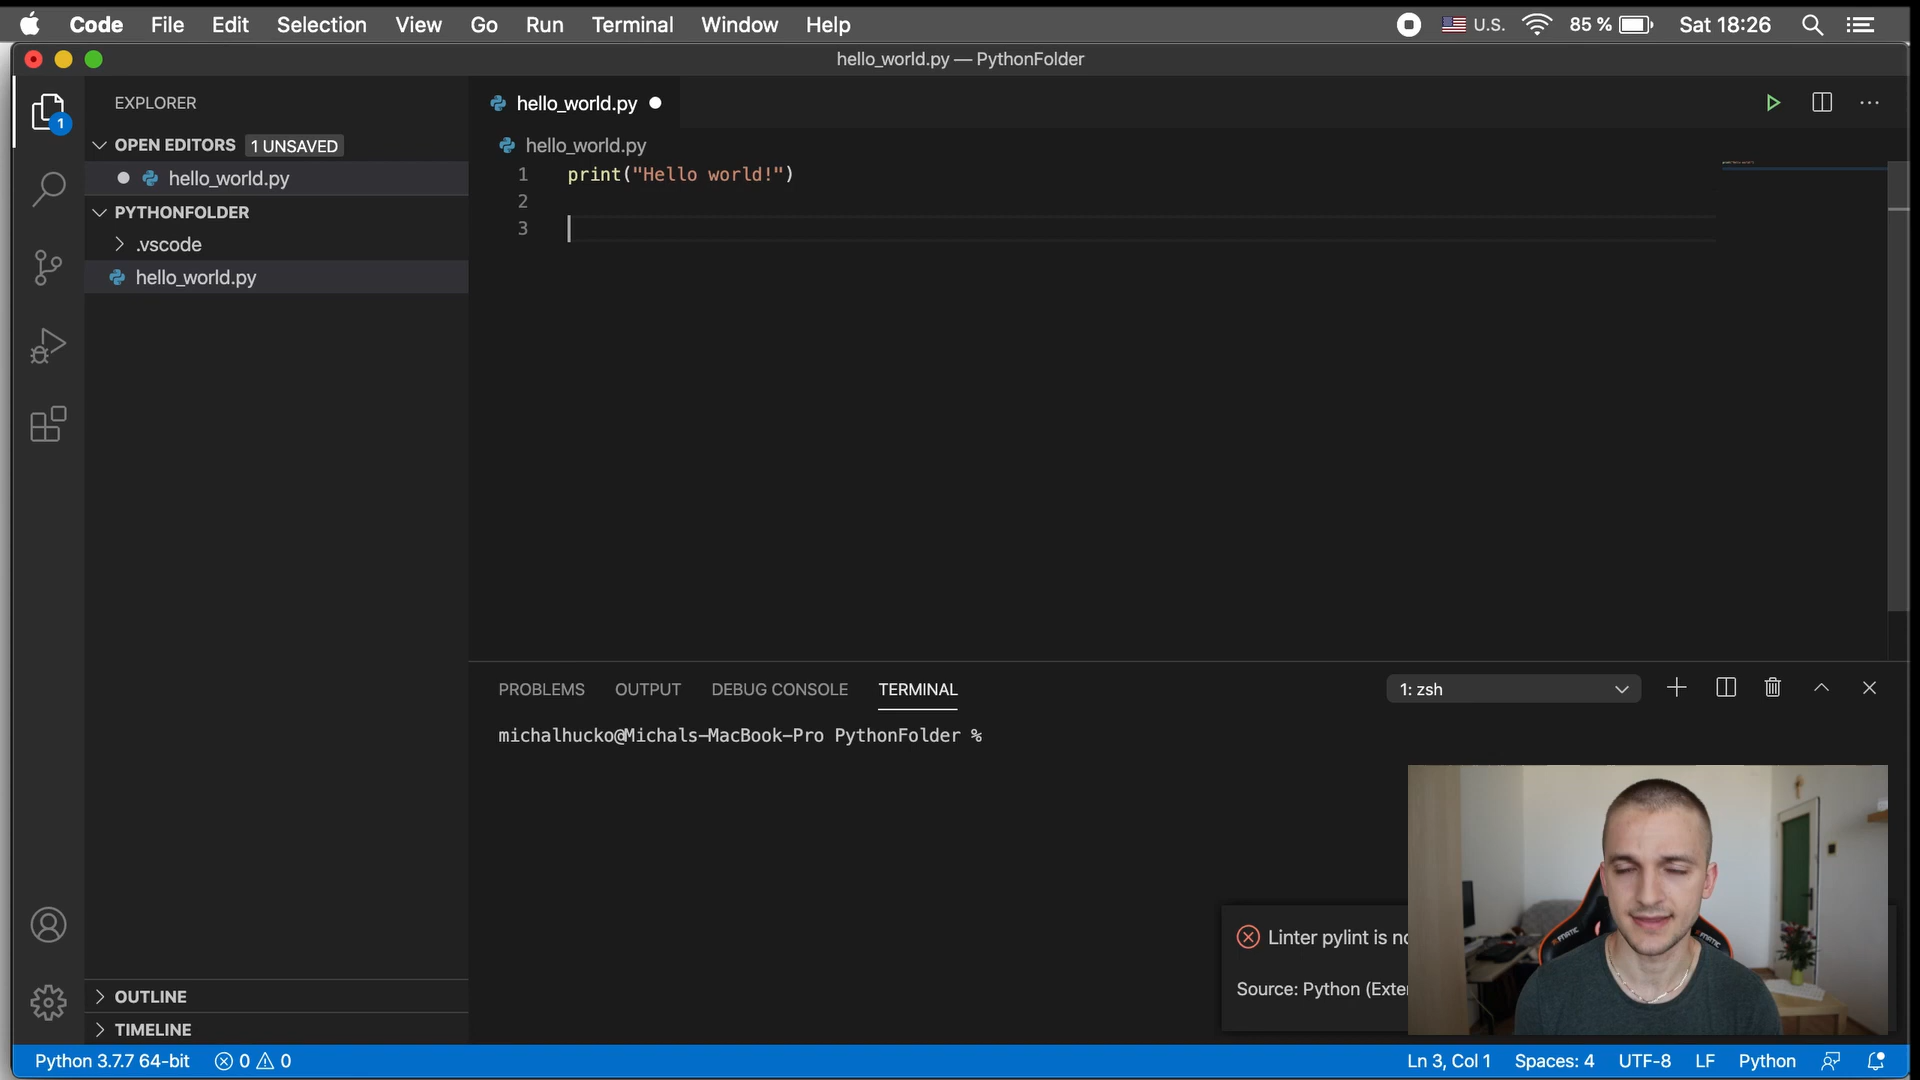 Code File Edit Selection View Go Run Terminal Window Help
U.S. 85 % Sat 18:26
hello_world.py — PythonFolder
EXPLORER
OPEN EDITORS 1 UNSAVED
hello_world.py
PYTHONFOLDER
.vscode
hello_world.py
OUTLINE
TIMELINE
1
hello_world.py
hello_world.py
1 print("Hello world!")
2
3
PROBLEMS OUTPUT DEBUG CONSOLE TERMINAL
1: zsh
michalhucko@Michals-MacBook-Pro PythonFolder %
Linter pylint is
Source: Python
Python 3.7.7 64-bit 0 0
Ln 3, Col 1 Spaces: 4 UTF-8 LF Python